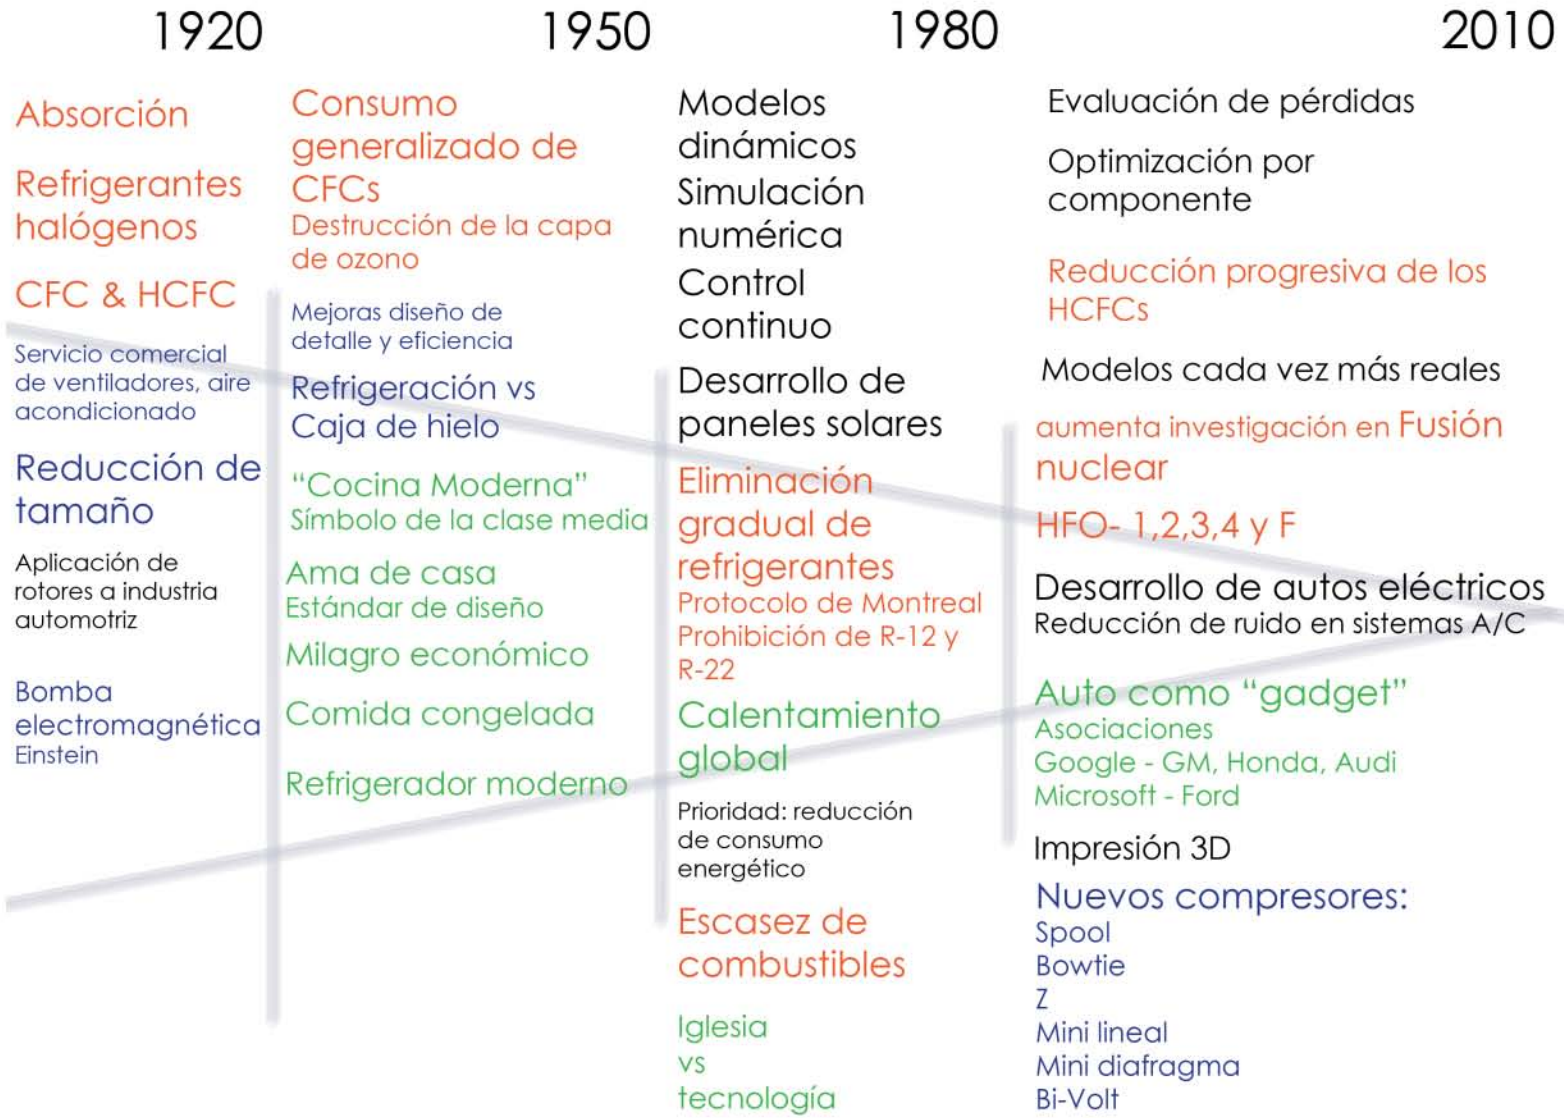 1920
1950
1980
2010
Absorción
Refrigerantes
halógenos
CFC & HCFC
Servicio comercial
de ventiladores, aire
acondicionado
Reducción de
tamaño
Aplicación de
rotores a industria
automotriz
Bomba
electromagnética
Einstein
Consumo
generalizado de
CFCs
Destrucción de la capa
de ozono
Mejoras diseño de
detalle y eficiencia
Refrigeración vs
Caja de hielo
“Cocina Moderna”
Símbolo de la clase media
Ama de casa
Estándar de diseño
Milagro económico
Comida congelada
Refrigerador moderno
Modelos
dinámicos
Simulación
numérica
Control
continuo
Desarrollo de
paneles solares
Eliminación
gradual de
refrigerantes
Protocolo de Montreal
Prohibición de R-12 y
R-22
Calentamiento
global
Prioridad: reducción
de consumo
energético
Escasez de
combustibles
Iglesia
vs
tecnología
Evaluación de pérdidas
Optimización por
componente
Reducción progresiva de los
HCFCs
Modelos cada vez más reales
aumenta investigación en Fusión
nuclear
HFO- 1,2,3,4 y F
Desarrollo de autos eléctricos
Reducción de ruido en sistemas A/C
Auto como “gadget”
Asociaciones
Google - GM, Honda, Audi
Microsoft - Ford
Impresión 3D
Nuevos compresores:
Spool
Bowtie
Z
Mini lineal
Mini diafragma
Bi-Volt